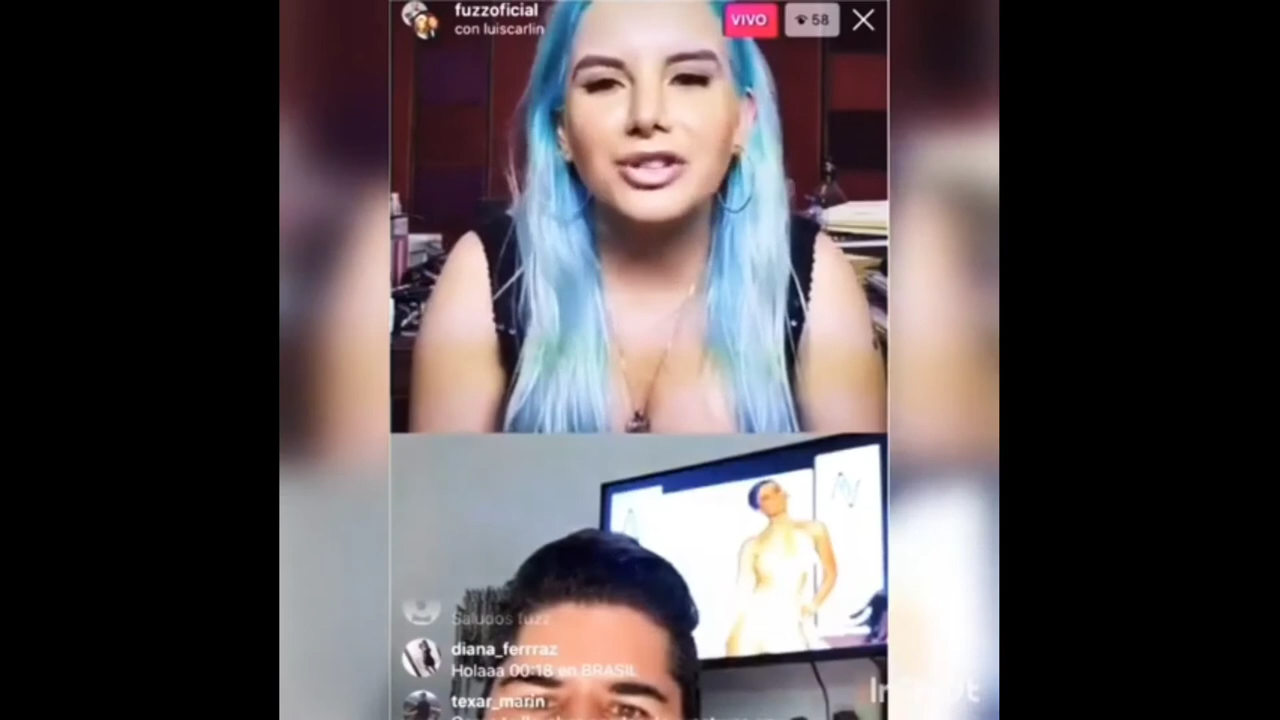 fuzzoficial
con luiscarlin
VIVO
58
Saludos fuzz
diana_ferrraz
Holaaa 00:18 en BRASIL
texar_marin